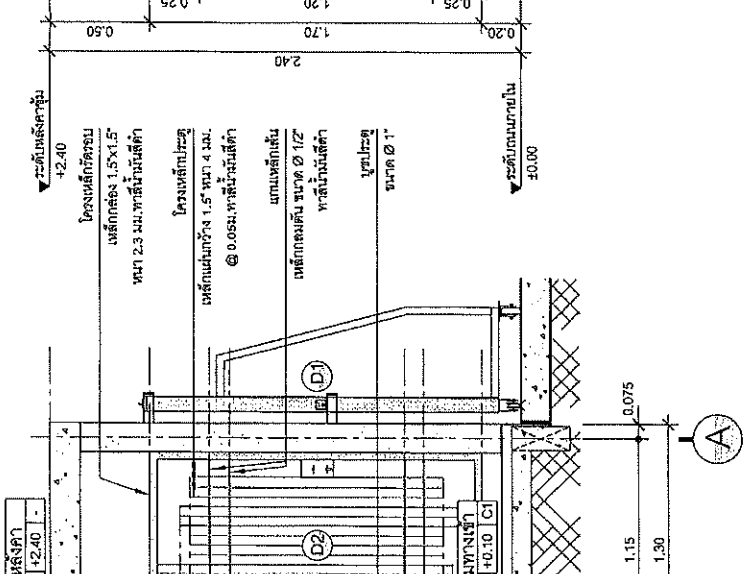 0.25
1.20
0.25
0.50
1.70
0.20
2.40
ระดับหลังคาซุ้ม
+2.40
โครงเหล็กรัดรอบ
เหล็กกล่อง 1.5"x1.5"
หนา 2.3 มม.ทาสีน้ำมันสีดำ
โครงเหล็กประตู
เหล็กแผ่นกว้าง 1.5" หนา 4 มม.
@ 0.05ม.ทาสีน้ำมันสีดำ
แกนเหล็กเส้น
เหล็กกลมตัน ขนาด Ø 1/2"
ทาสีน้ำมันสีดำ
บูชประตู
ขนาด Ø 1"
ระดับถนนภายใน
±0.00
D1
D2
หลังคา
+2.40 -
มทางเข้า
+0.10 C1
0.075
1.15
1.30
A